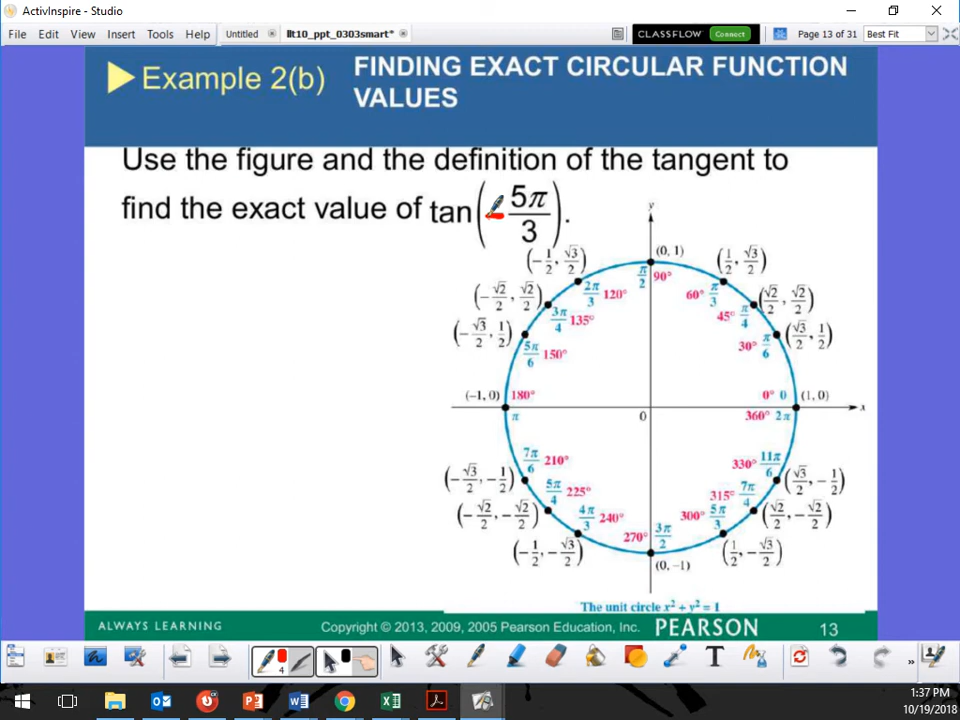 ActivInspire - Studio
File Edit View Insert Tools Help Untitled llt10_ppt_0303smart* CLASSFLOW Connect Page 13 of 31 Best Fit
Example 2(b) FINDING EXACT CIRCULAR FUNCTION
VALUES
Use the figure and the definition of the tangent to
find the exact value of tan(-5π/3).
y
(0, 1)
(-1/2, √3/2) (1/2, √3/2)
π/2 90°
2π/3 120° 60° π/3
(-√2/2, √2/2) (√2/2, √2/2)
3π/4 135° 45° π/4
(-√3/2, 1/2) (√3/2, 1/2)
5π/6 150° 30° π/6
(-1, 0) 180° 0° 0 (1, 0)
x
π 0 360° 2π
7π/6 210° 330° 11π/6
(-√3/2, -1/2) (√3/2, -1/2)
5π/4 225° 315° 7π/4
(-√2/2, -√2/2) (√2/2, -√2/2)
4π/3 240° 300° 5π/3
270° 3π/2
(-1/2, -√3/2) (1/2, -√3/2)
(0, -1)
The unit circle x² + y² = 1
ALWAYS LEARNING Copyright © 2013, 2009, 2005 Pearson Education, Inc. PEARSON 13
4 T »
1:37 PM
10/19/2018